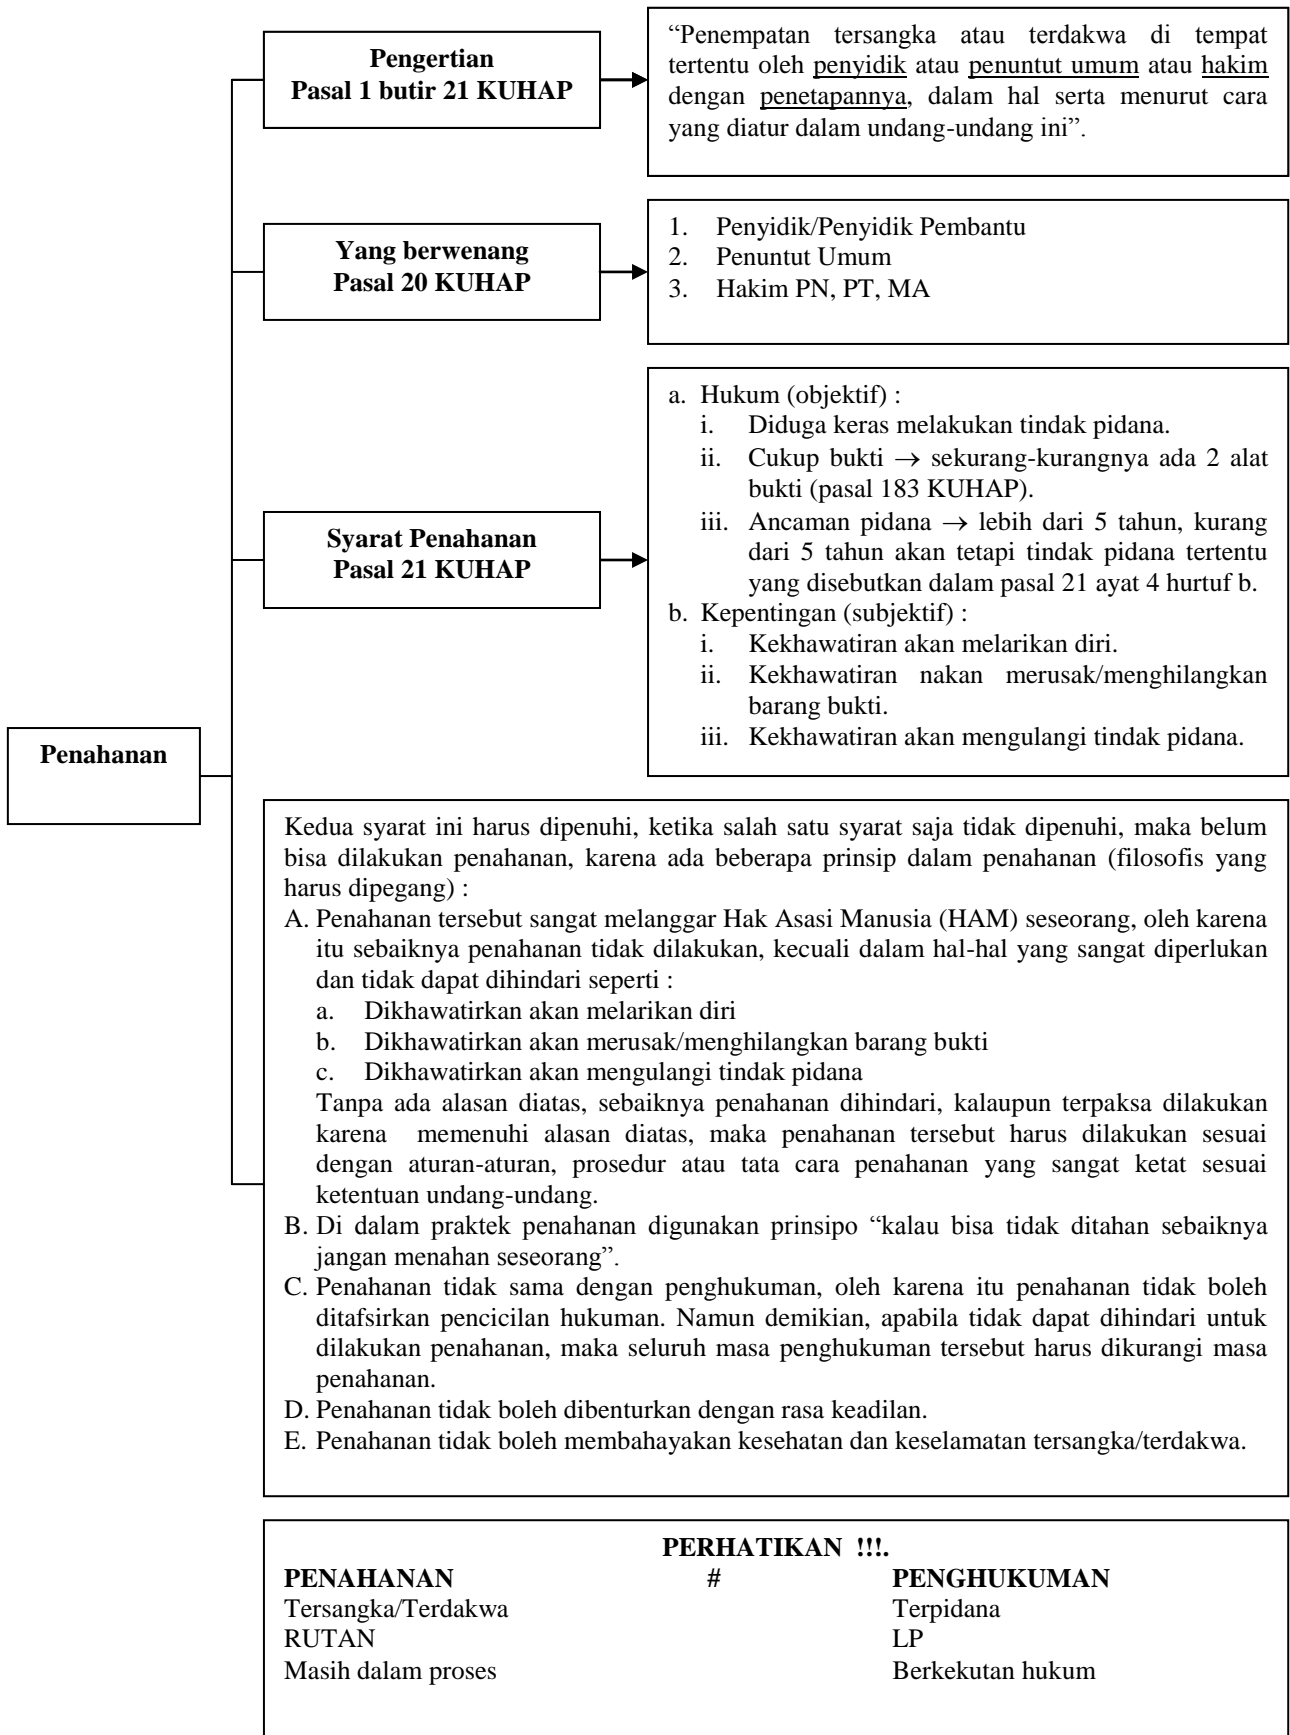 Pengertian
Pasal 1 butir 21 KUHAP
“Penempatan tersangka atau terdakwa di tempat
tertentu oleh penyidik atau penuntut umum atau hakim
dengan penetapannya, dalam hal serta menurut cara
yang diatur dalam undang-undang ini”.
Yang berwenang
Pasal 20 KUHAP
1. Penyidik/Penyidik Pembantu
2. Penuntut Umum
3. Hakim PN, PT, MA
Syarat Penahanan
Pasal 21 KUHAP
a. Hukum (objektif) :
i. Diduga keras melakukan tindak pidana.
ii. Cukup bukti → sekurang-kurangnya ada 2 alat
bukti (pasal 183 KUHAP).
iii. Ancaman pidana → lebih dari 5 tahun, kurang
dari 5 tahun akan tetapi tindak pidana tertentu
yang disebutkan dalam pasal 21 ayat 4 hurtuf b.
b. Kepentingan (subjektif) :
i. Kekhawatiran akan melarikan diri.
ii. Kekhawatiran nakan merusak/menghilangkan
barang bukti.
iii. Kekhawatiran akan mengulangi tindak pidana.
Penahanan
Kedua syarat ini harus dipenuhi, ketika salah satu syarat saja tidak dipenuhi, maka belum
bisa dilakukan penahanan, karena ada beberapa prinsip dalam penahanan (filosofis yang
harus dipegang) :
A. Penahanan tersebut sangat melanggar Hak Asasi Manusia (HAM) seseorang, oleh karena
itu sebaiknya penahanan tidak dilakukan, kecuali dalam hal-hal yang sangat diperlukan
dan tidak dapat dihindari seperti :
a. Dikhawatirkan akan melarikan diri
b. Dikhawatirkan akan merusak/menghilangkan barang bukti
c. Dikhawatirkan akan mengulangi tindak pidana
Tanpa ada alasan diatas, sebaiknya penahanan dihindari, kalaupun terpaksa dilakukan
karena memenuhi alasan diatas, maka penahanan tersebut harus dilakukan sesuai
dengan aturan-aturan, prosedur atau tata cara penahanan yang sangat ketat sesuai
ketentuan undang-undang.
B. Di dalam praktek penahanan digunakan prinsipo “kalau bisa tidak ditahan sebaiknya
jangan menahan seseorang”.
C. Penahanan tidak sama dengan penghukuman, oleh karena itu penahanan tidak boleh
ditafsirkan pencicilan hukuman. Namun demikian, apabila tidak dapat dihindari untuk
dilakukan penahanan, maka seluruh masa penghukuman tersebut harus dikurangi masa
penahanan.
D. Penahanan tidak boleh dibenturkan dengan rasa keadilan.
E. Penahanan tidak boleh membahayakan kesehatan dan keselamatan tersangka/terdakwa.
PERHATIKAN !!!.
PENAHANAN # PENGHUKUMAN
Tersangka/Terdakwa Terpidana
RUTAN LP
Masih dalam proses Berkekutan hukum